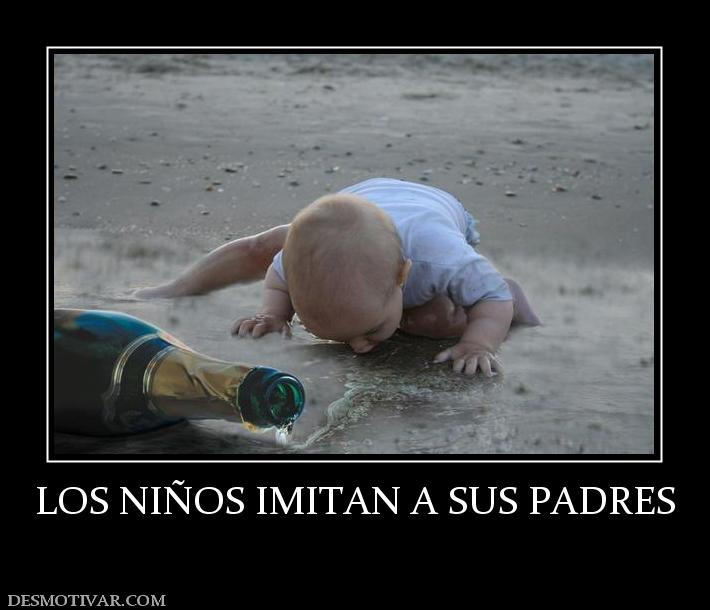 LOS NIÑOS IMITAN A SUS PADRES
DESMOTIVAR.COM